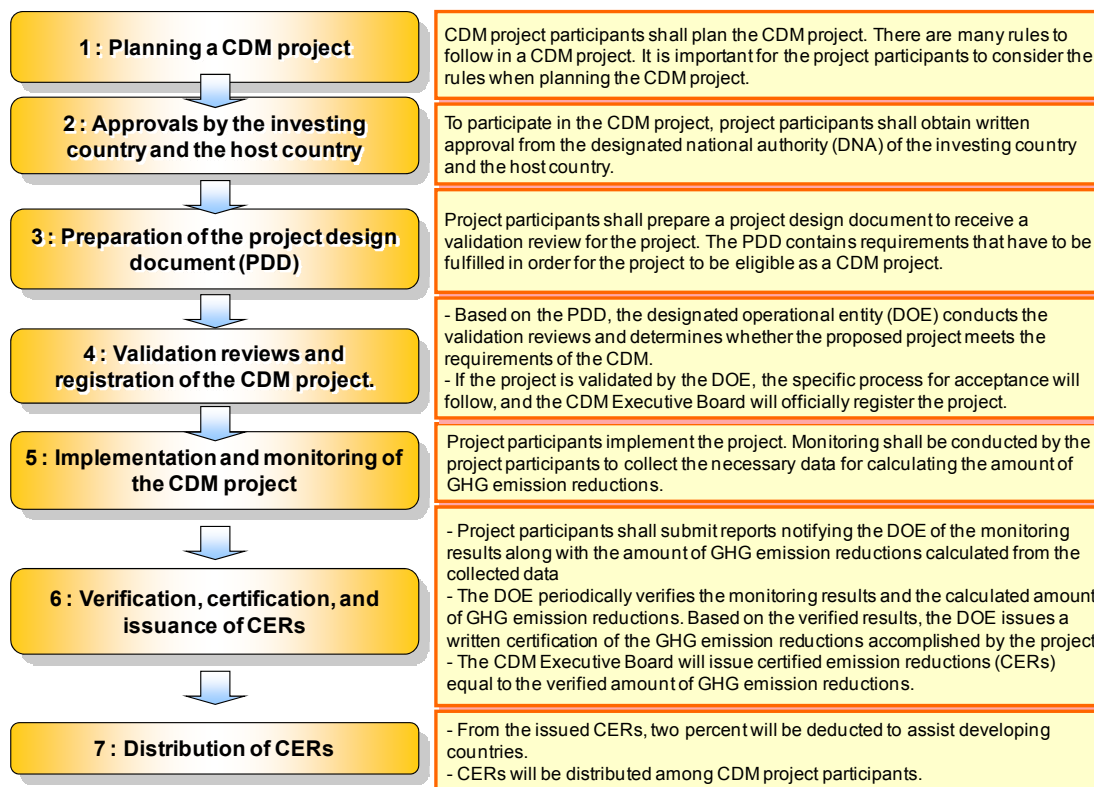 1 : Planning a CDM project
CDM project participants shall plan the CDM project. There are many rules to
follow in a CDM project. It is important for the project participants to consider the
rules when planning the CDM project.
2 : Approvals by the investing
country and the host country
To participate in the CDM project, project participants shall obtain written
approval from the designated national authority (DNA) of the investing country
and the host country.
3 : Preparation of the project design
document (PDD)
Project participants shall prepare a project design document to receive a
validation review for the project. The PDD contains requirements that have to be
fulfilled in order for the project to be eligible as a CDM project.
4 : Validation reviews and
registration of the CDM project.
- Based on the PDD, the designated operational entity (DOE) conducts the
validation reviews and determines whether the proposed project meets the
requirements of the CDM.
- If the project is validated by the DOE, the specific process for acceptance will
follow, and the CDM Executive Board will officially register the project.
5 : Implementation and monitoring of
the CDM project
Project participants implement the project. Monitoring shall be conducted by the
project participants to collect the necessary data for calculating the amount of
GHG emission reductions.
6 : Verification, certification, and
issuance of CERs
- Project participants shall submit reports notifying the DOE of the monitoring
results along with the amount of GHG emission reductions calculated from the
collected data
- The DOE periodically verifies the monitoring results and the calculated amount
of GHG emission reductions. Based on the verified results, the DOE issues a
written certification of the GHG emission reductions accomplished by the project
- The CDM Executive Board will issue certified emission reductions (CERs)
equal to the verified amount of GHG emission reductions.
7 : Distribution of CERs
- From the issued CERs, two percent will be deducted to assist developing
countries.
- CERs will be distributed among CDM project participants.